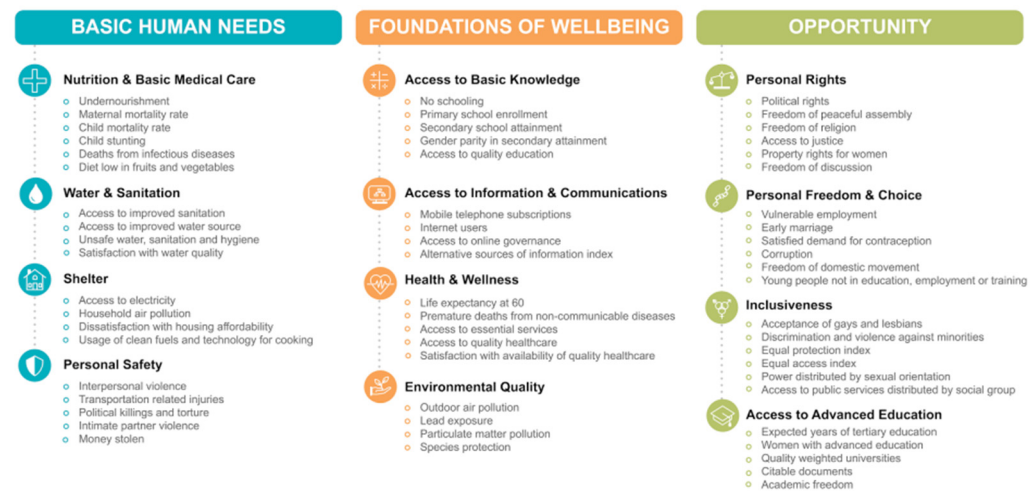 BASIC HUMAN NEEDS
Nutrition & Basic Medical Care
Undernourishment
Maternal mortality rate
Child mortality rate
Child stunting
Deaths from infectious diseases
Diet low in fruits and vegetables
Water & Sanitation
Access to improved sanitation
Access to improved water source
Unsafe water, sanitation and hygiene
Satisfaction with water quality
Shelter
Access to electricity
Household air pollution
Dissatisfaction with housing affordability
Usage of clean fuels and technology for cooking
Personal Safety
Interpersonal violence
Transportation related injuries
Political killings and torture
Intimate partner violence
Money stolen
FOUNDATIONS OF WELLBEING
Access to Basic Knowledge
No schooling
Primary school enrollment
Secondary school attainment
Gender parity in secondary attainment
Access to quality education
Access to Information & Communications
Mobile telephone subscriptions
Internet users
Access to online governance
Alternative sources of information index
Health & Wellness
Life expectancy at 60
Premature deaths from non-communicable diseases
Access to essential services
Access to quality healthcare
Satisfaction with availability of quality healthcare
Environmental Quality
Outdoor air pollution
Lead exposure
Particulate matter pollution
Species protection
OPPORTUNITY
Personal Rights
Political rights
Freedom of peaceful assembly
Freedom of religion
Access to justice
Property rights for women
Freedom of discussion
Personal Freedom & Choice
Vulnerable employment
Early marriage
Satisfied demand for contraception
Corruption
Freedom of domestic movement
Young people not in education, employment or training
Inclusiveness
Acceptance of gays and lesbians
Discrimination and violence against minorities
Equal protection index
Equal access index
Power distributed by sexual orientation
Access to public services distributed by social group
Access to Advanced Education
Expected years of tertiary education
Women with advanced education
Quality weighted universities
Citable documents
Academic freedom